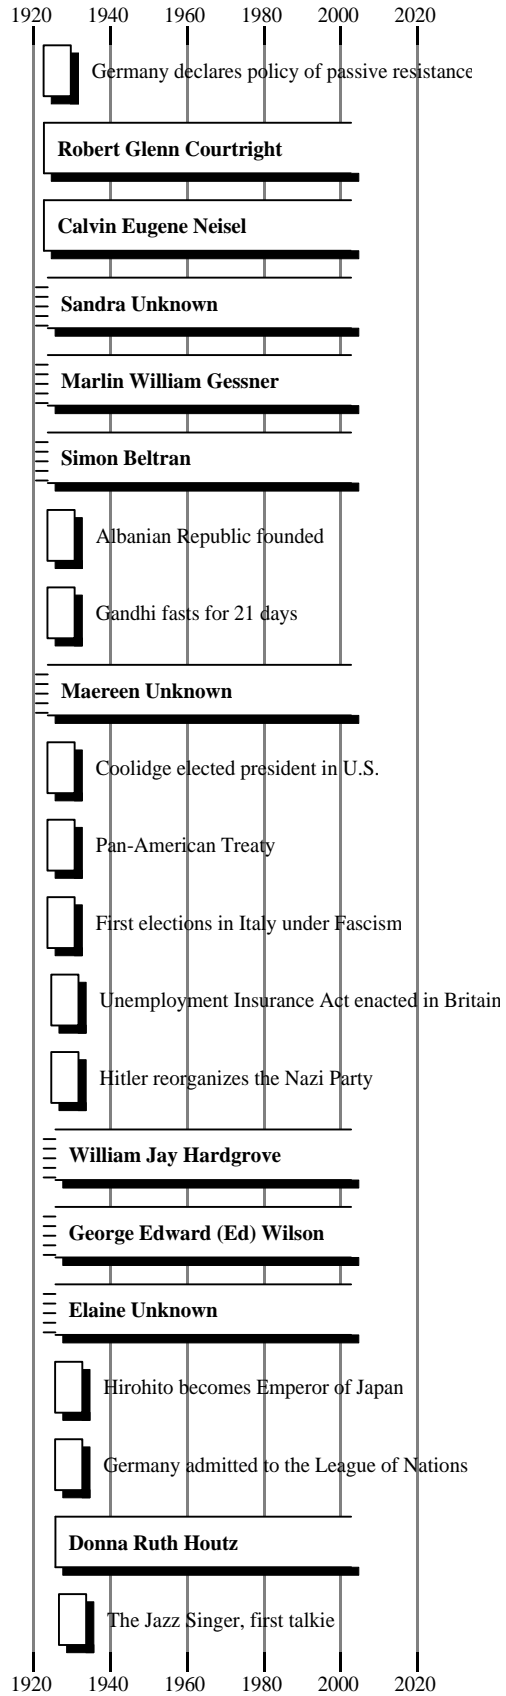 1920 1940 1960 1980 2000 2020
Germany declares policy of passive resistance
Robert Glenn Courtright
Calvin Eugene Neisel
Sandra Unknown
Marlin William Gessner
Simon Beltran
Albanian Republic founded
Gandhi fasts for 21 days
Maereen Unknown
Coolidge elected president in U.S.
Pan-American Treaty
First elections in Italy under Fascism
Unemployment Insurance Act enacted in Britain
Hitler reorganizes the Nazi Party
William Jay Hardgrove
George Edward (Ed) Wilson
Elaine Unknown
Hirohito becomes Emperor of Japan
Germany admitted to the League of Nations
Donna Ruth Houtz
The Jazz Singer, first talkie
1920 1940 1960 1980 2000 2020